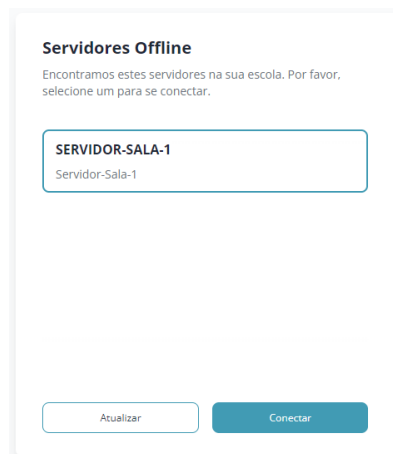 Servidores Offline
Encontramos estes servidores na sua escola. Por favor,
selecione um para se conectar.
SERVIDOR-SALA-1
Servidor-Sala-1
Atualizar
Conectar